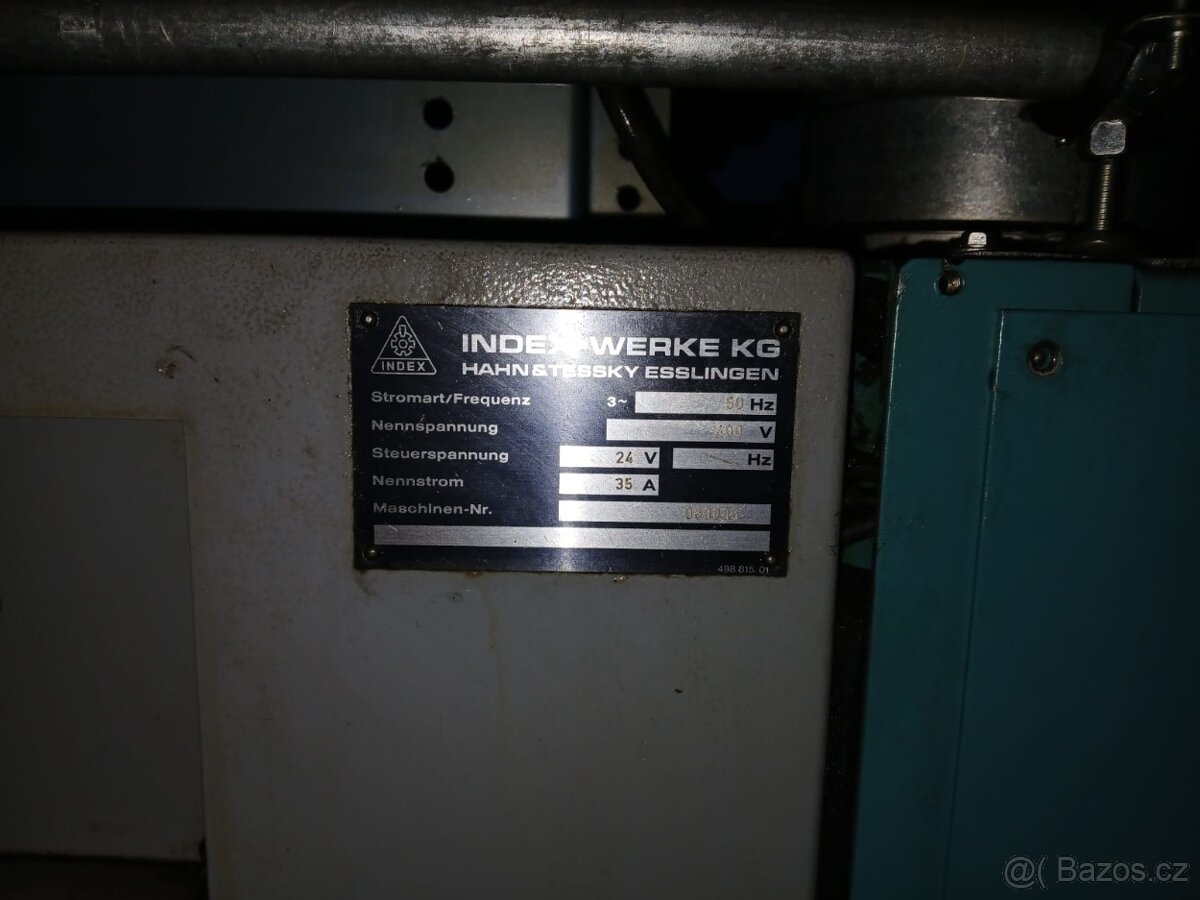 INDEX
INDEX-WERKE KG
HAHN & TESSKY ESSLINGEN
Stromart/Frequenz 3~ 50 Hz
Nennspannung V
Steuerspannung 24 V Hz
Nennstrom 35 A
Maschinen-Nr.
498 815.01
@( Bazos.cz